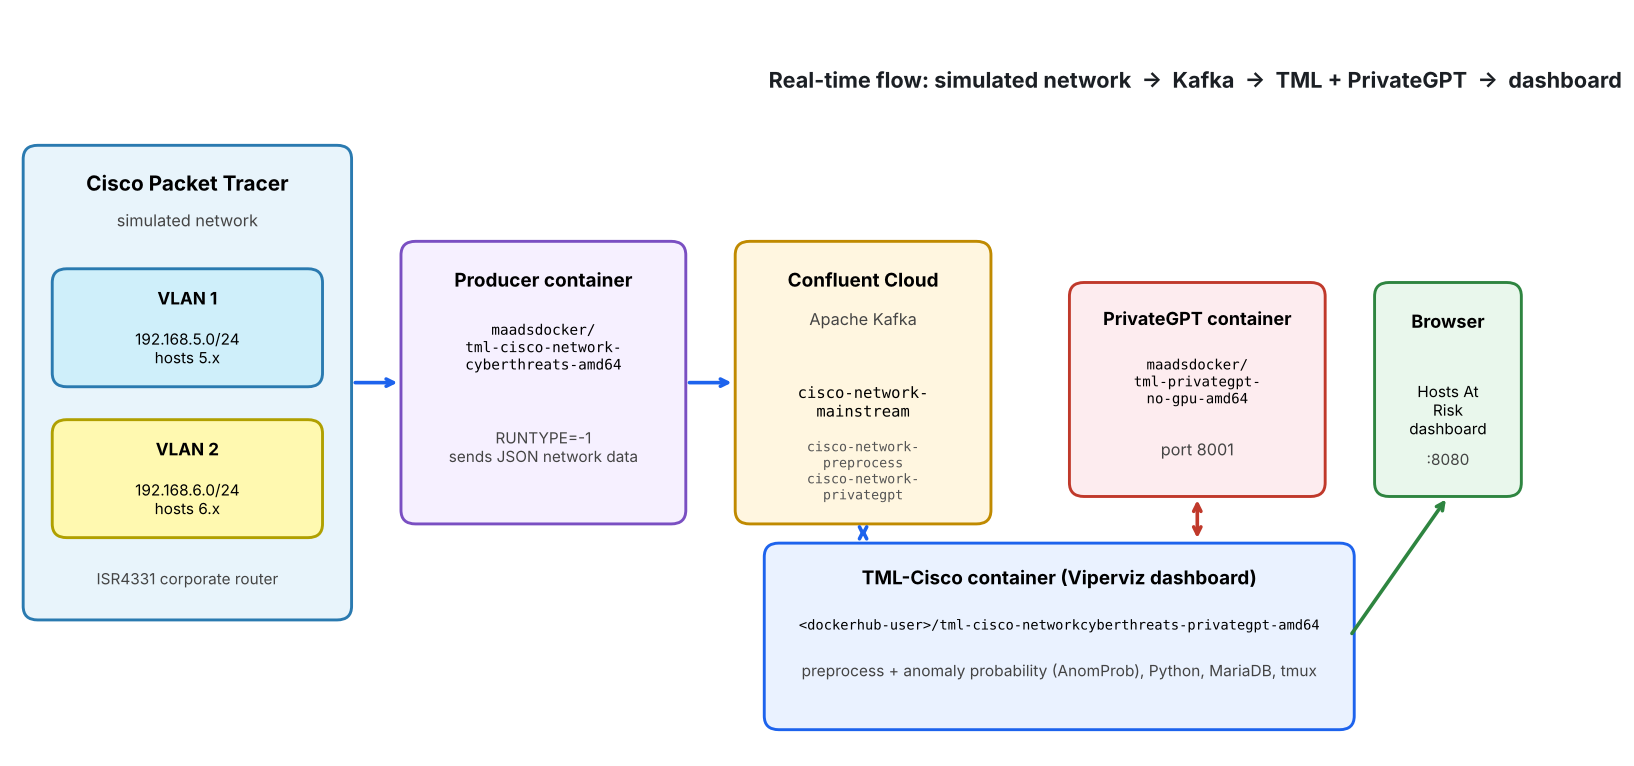 Real-time flow: simulated network → Kafka → TML + PrivateGPT → dashboard
Cisco Packet Tracer
simulated network
VLAN 1
192.168.5.0/24
hosts 5.x
VLAN 2
192.168.6.0/24
hosts 6.x
ISR4331 corporate router
Producer container
maadsdocker/
tml-cisco-network-
cyberthreats-amd64
RUNTYPE=-1
sends JSON network data
Confluent Cloud
Apache Kafka
cisco-network-
mainstream
cisco-network-
preprocess
cisco-network-
privategpt
PrivateGPT container
maadsdocker/
tml-privategpt-
no-gpu-amd64
port 8001
Browser
Hosts At
Risk
dashboard
:8080
TML-Cisco container (Viperviz dashboard)
<dockerhub-user>/tml-cisco-networkcyberthreats-privategpt-amd64
preprocess + anomaly probability (AnomProb), Python, MariaDB, tmux